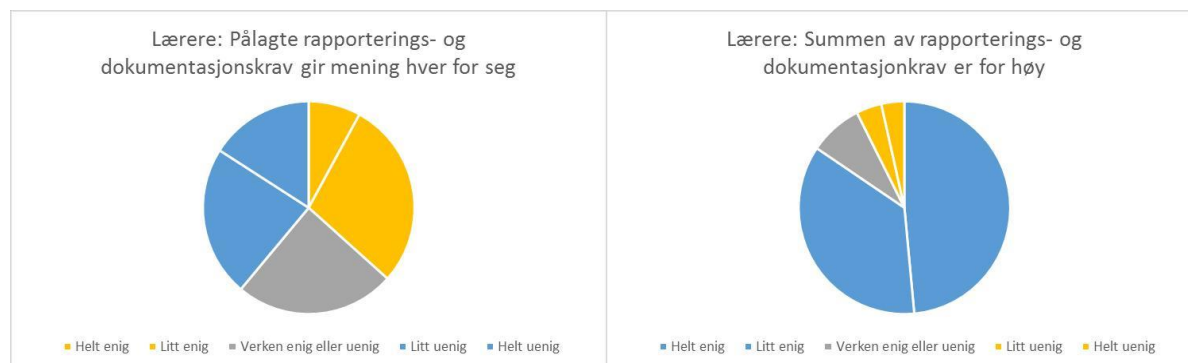 Lærere: Pålagte rapporterings- og
dokumentasjonskrav gir mening hver for seg
Helt enig Litt enig Verken enig eller uenig Litt uenig Helt uenig
Lærere: Summen av rapporterings- og
dokumentasjonkrav er for høy
Helt enig Litt enig Verken enig eller uenig Litt uenig Helt uenig